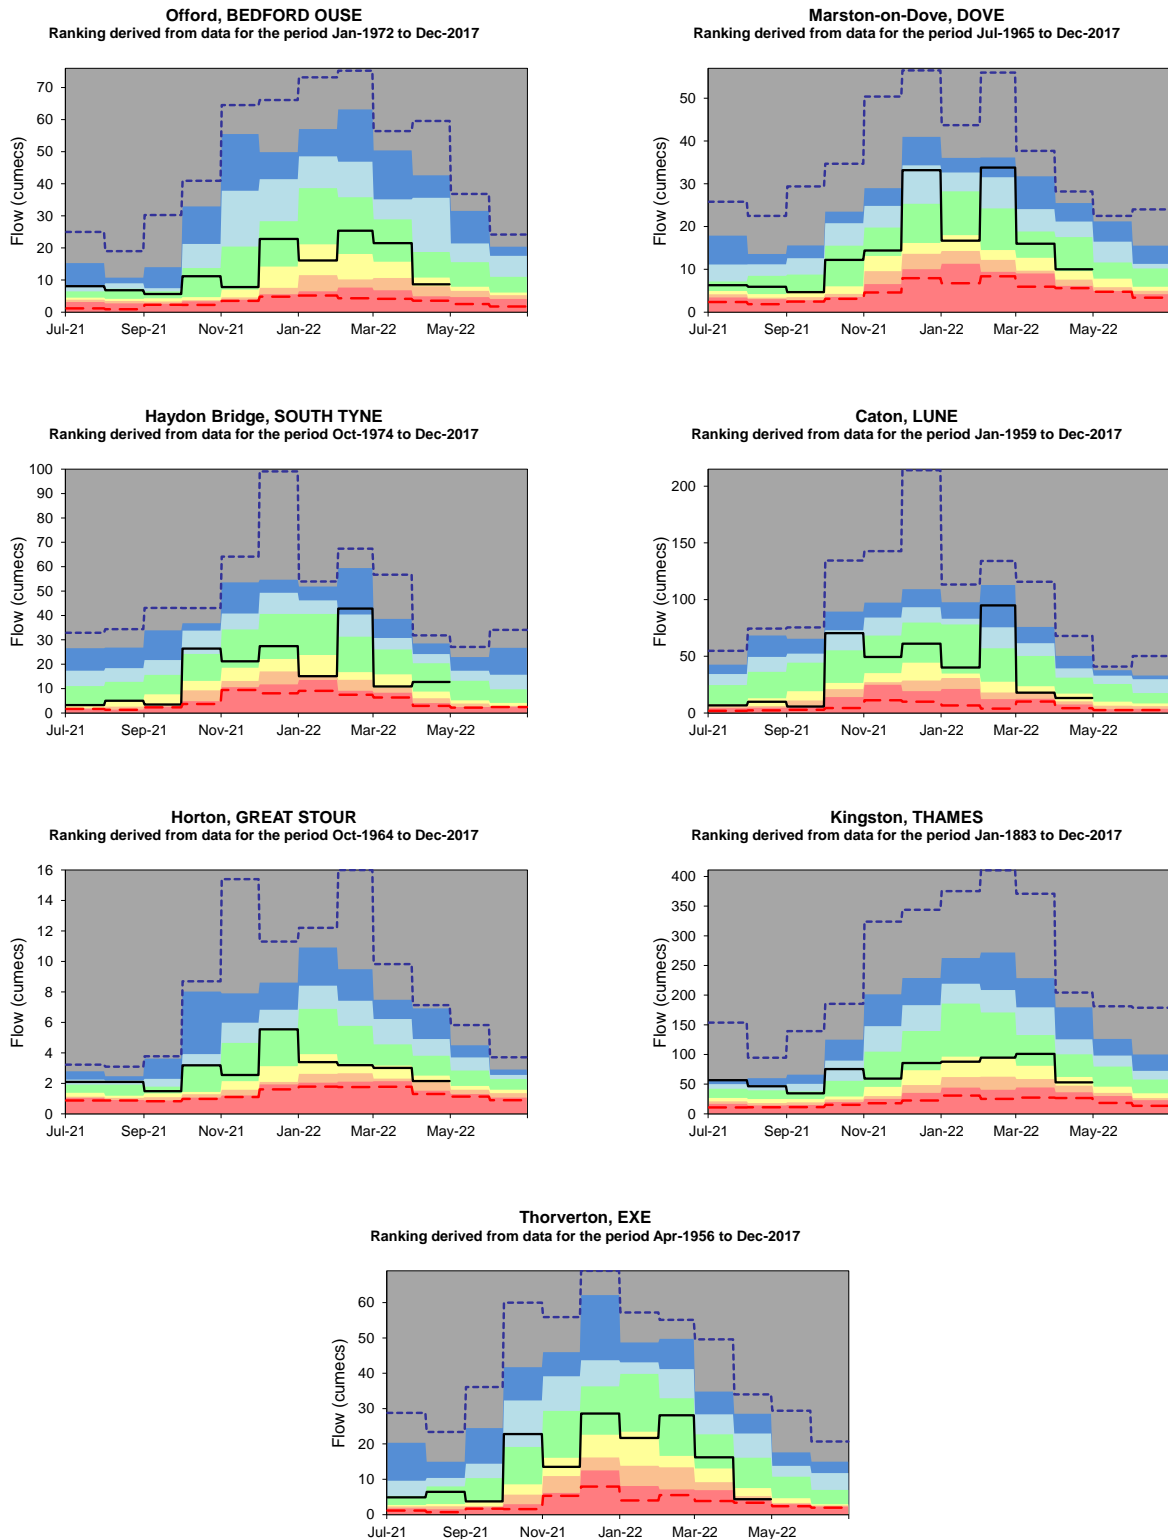 Offord, BEDFORD OUSE
Ranking derived from data for the period Jan-1972 to Dec-2017
Flow (cumecs)
70
60
50
40
30
20
10
0
Jul-21 Sep-21 Nov-21 Jan-22 Mar-22 May-22
Marston-on-Dove, DOVE
Ranking derived from data for the period Jul-1965 to Dec-2017
Flow (cumecs)
50
40
30
20
10
0
Jul-21 Sep-21 Nov-21 Jan-22 Mar-22 May-22
Haydon Bridge, SOUTH TYNE
Ranking derived from data for the period Oct-1974 to Dec-2017
Flow (cumecs)
100
90
80
70
60
50
40
30
20
10
0
Jul-21 Sep-21 Nov-21 Jan-22 Mar-22 May-22
Caton, LUNE
Ranking derived from data for the period Jan-1959 to Dec-2017
Flow (cumecs)
200
150
100
50
0
Jul-21 Sep-21 Nov-21 Jan-22 Mar-22 May-22
Horton, GREAT STOUR
Ranking derived from data for the period Oct-1964 to Dec-2017
Flow (cumecs)
16
14
12
10
8
6
4
2
0
Jul-21 Sep-21 Nov-21 Jan-22 Mar-22 May-22
Kingston, THAMES
Ranking derived from data for the period Jan-1883 to Dec-2017
Flow (cumecs)
400
350
300
250
200
150
100
50
0
Jul-21 Sep-21 Nov-21 Jan-22 Mar-22 May-22
Thorverton, EXE
Ranking derived from data for the period Apr-1956 to Dec-2017
Flow (cumecs)
60
50
40
30
20
10
0
Jul-21 Sep-21 Nov-21 Jan-22 Mar-22 May-22